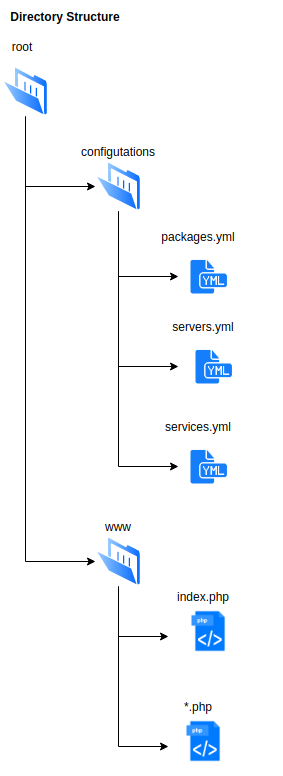 Directory Structure
root
configutations
packages.yml
YML
servers.yml
YML
services.yml
YML
www
index.php
php
</>
*.php
php
</>